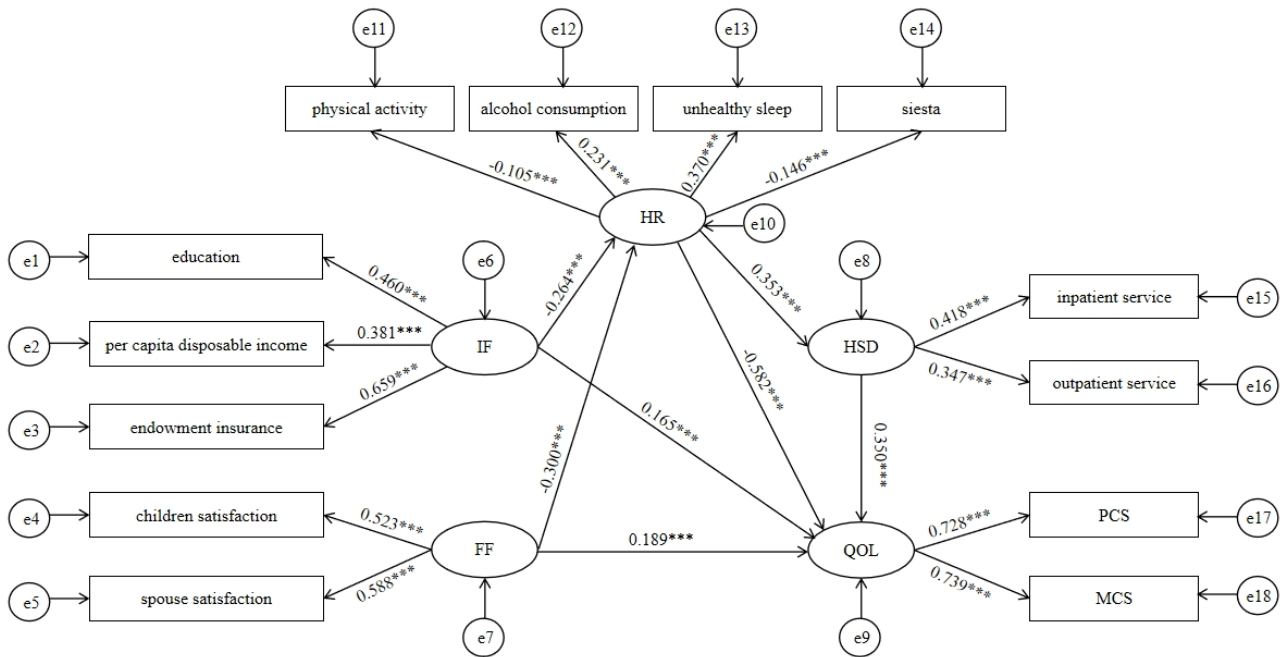 e11
e12
e13
e14
physical activity
alcohol consumption
unhealthy sleep
siesta
-0.105***
0.231***
0.370***
-0.146***
HR
e10
e1
education
e6
e8
0.460***
-0.264***
0.353***
inpatient service
e15
0.418***
e2
per capita disposable income
0.381***
IF
HSD
0.347***
outpatient service
e16
0.659***
-0.582***
e3
endowment insurance
0.165***
0.350***
-0.300***
e4
children satisfaction
0.523***
FF
0.189***
QOL
0.728***
PCS
e17
0.588***
0.739***
e5
spouse satisfaction
MCS
e18
e7
e9